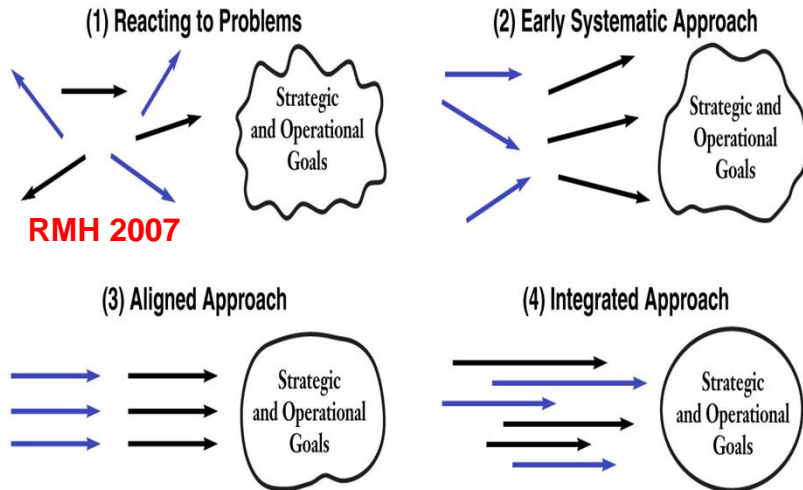 (1) Reacting to Problems
Strategic
and Operational
Goals
RMH 2007
(2) Early Systematic Approach
Strategic and
Operational
Goals
(3) Aligned Approach
Strategic
and Operational
Goals
(4) Integrated Approach
Strategic
and Operational
Goals